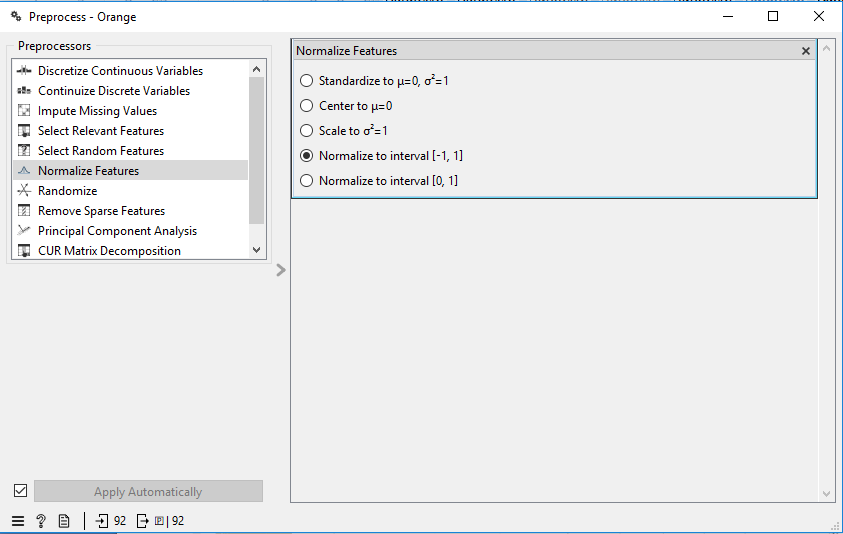 Preprocess - Orange
Preprocessors
Discretize Continuous Variables
Continuize Discrete Variables
Impute Missing Values
Select Relevant Features
Select Random Features
Normalize Features
Randomize
Remove Sparse Features
Principal Component Analysis
CUR Matrix Decomposition
Normalize Features
Standardize to μ=0, σ²=1
Center to μ=0
Scale to σ²=1
Normalize to interval [-1, 1]
Normalize to interval [0, 1]
Apply Automatically
92
92